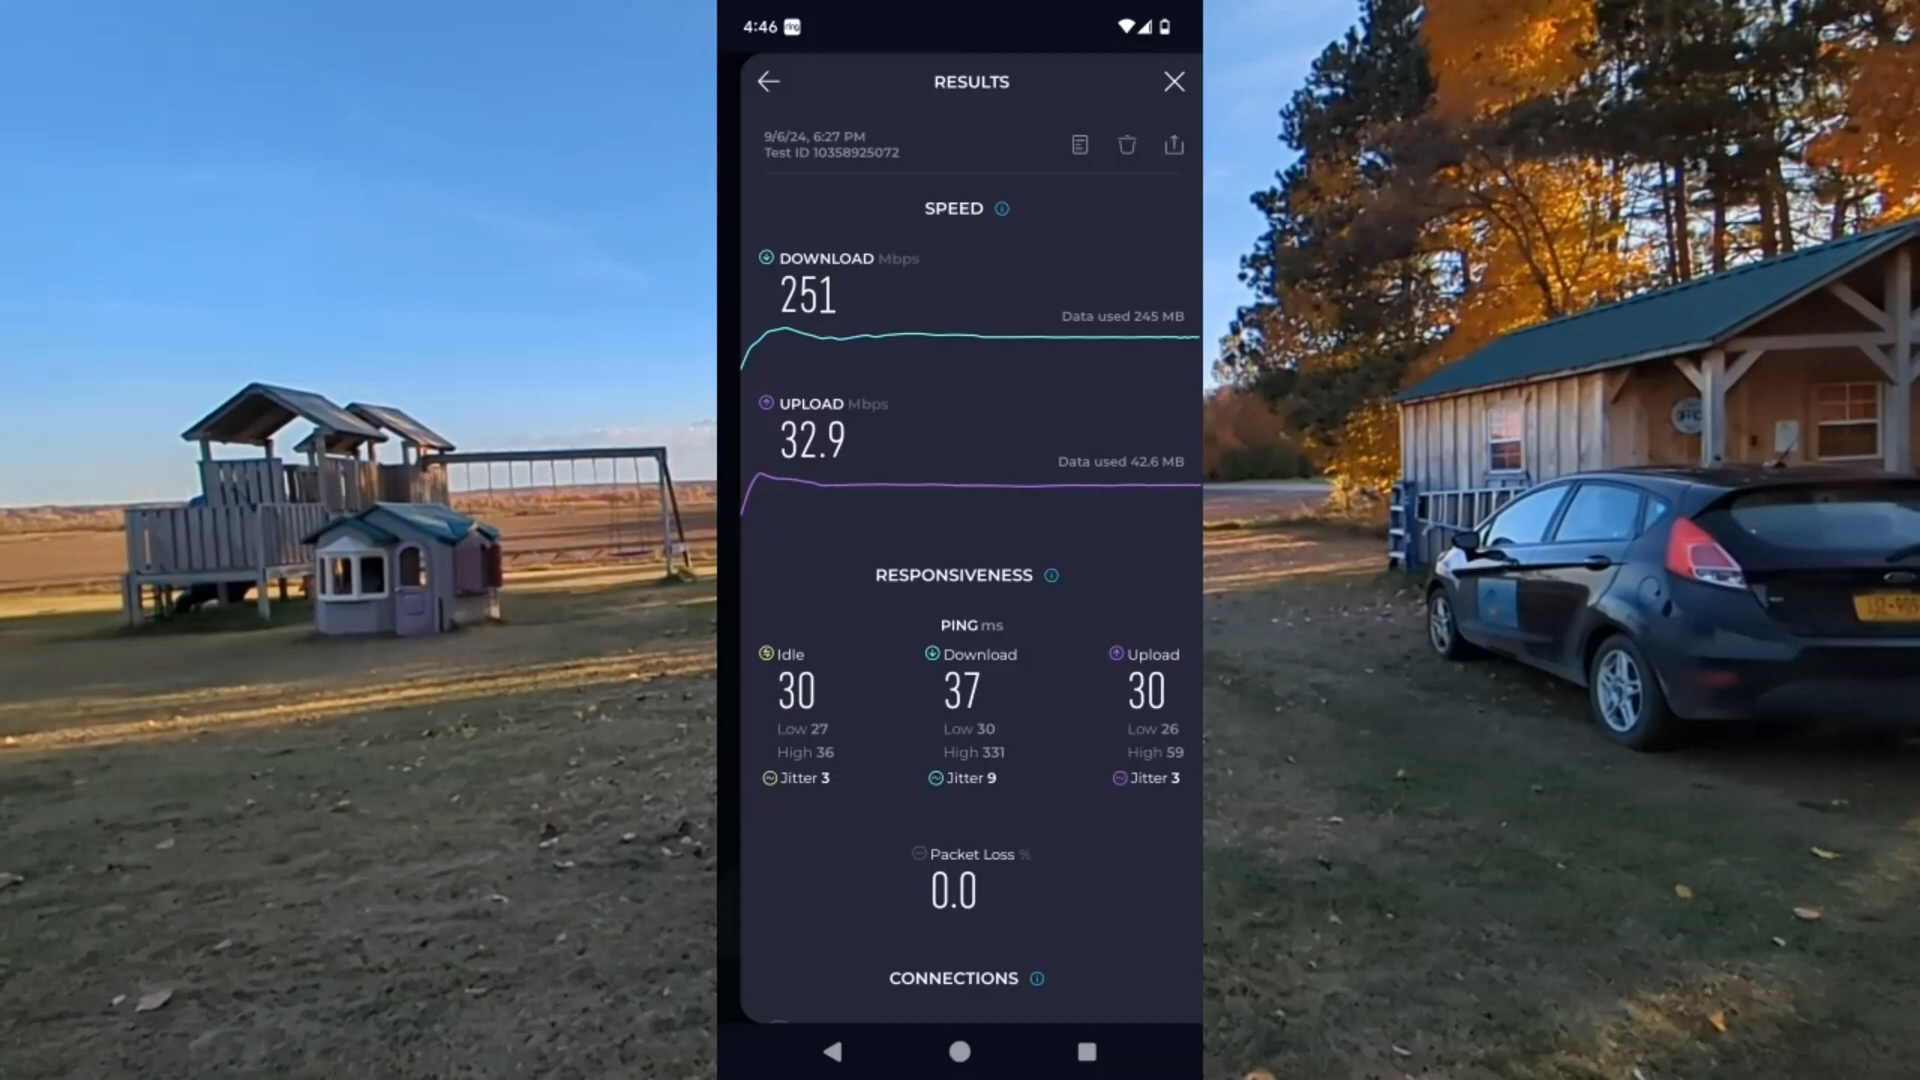 4:46 ring
RESULTS
9/6/24, 6:27 PM
Test ID 10358925072
SPEED
DOWNLOAD Mbps
251
Data used 245 MB
UPLOAD Mbps
32.9
Data used 42.6 MB
RESPONSIVENESS
PING ms
Idle Download Upload
30 37 30
Low 27 Low 30 Low 26
High 36 High 331 High 59
Jitter 3 Jitter 9 Jitter 3
Packet Loss %
0.0
CONNECTIONS